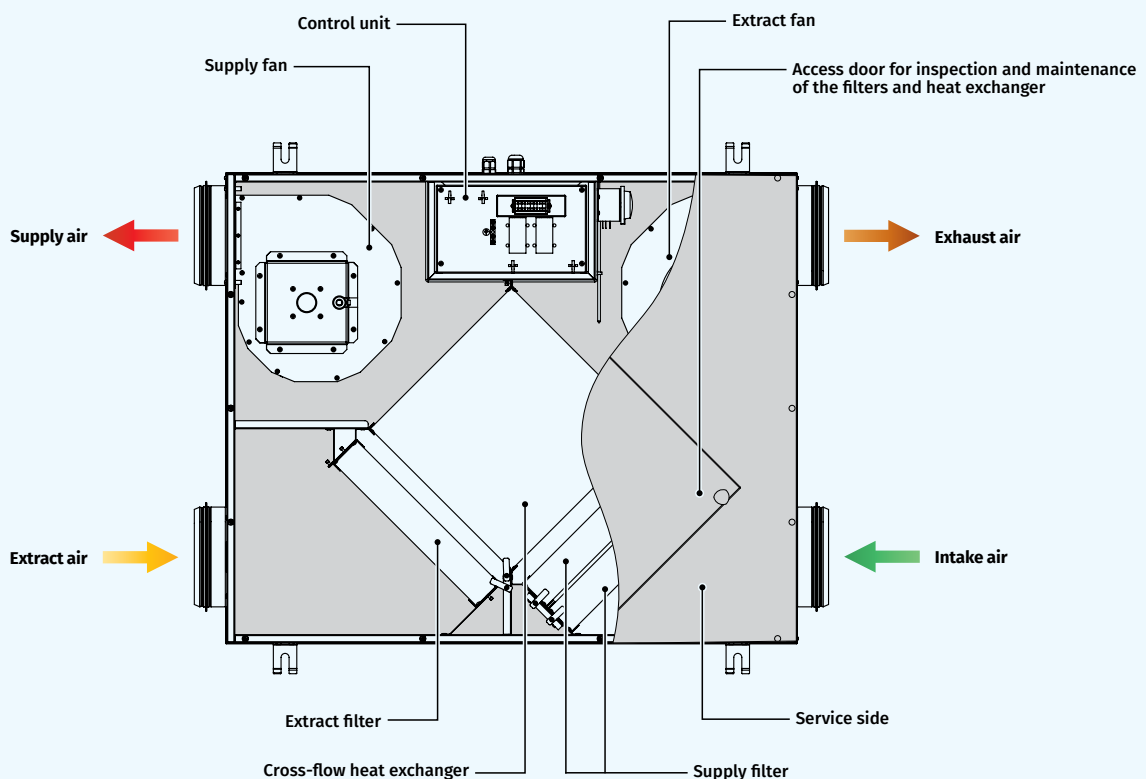 Control unit
Extract fan
Supply fan
Access door for inspection and maintenance
of the filters and heat exchanger
Supply air
Exhaust air
Extract air
Intake air
Extract filter
Service side
Cross-flow heat exchanger
Supply filter